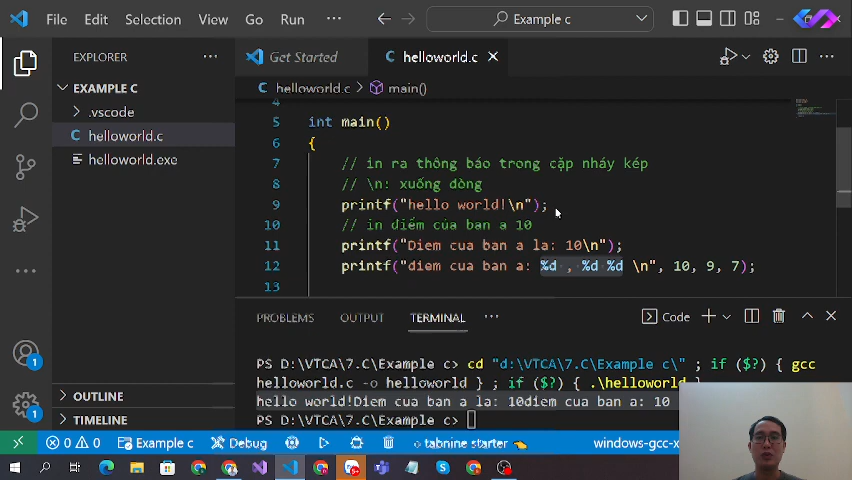 File Edit Selection View Go Run ··· Example c
EXPLORER ··· Get Started helloworld.c
EXAMPLE C
helloworld.c > main()
.vscode
helloworld.c
helloworld.exe
4
5 int main()
6 {
7 // in ra thông báo trong cặp nháy kép
8 // \n: xuống dòng
9 printf("hello world!\n");
10 // in điểm của bạn a 10
11 printf("Diem cua ban a la: 10\n");
12 printf("diem cua ban a: %d , %d %d \n", 10, 9, 7);
13
PROBLEMS OUTPUT TERMINAL ··· Code
PS D:\VTCA\7.C\Example c> cd "d:\VTCA\7.C\Example c\" ; if ($?) { gcc
helloworld.c -o helloworld } ; if ($?) { .\helloworld }
hello world!Diem cua ban a la: 10diem cua ban a: 10
PS D:\VTCA\7.C\Example c>
OUTLINE
TIMELINE
1
1
0 0 Example c Debug tabnine starter windows-gcc-x